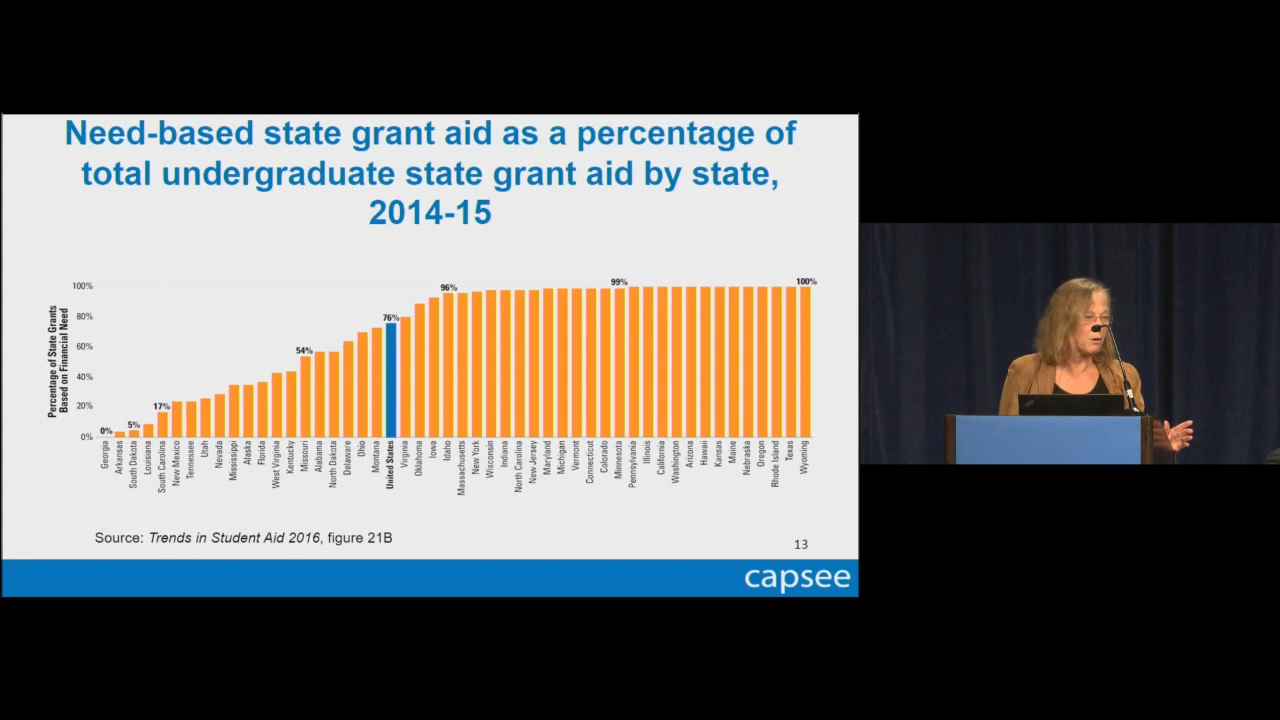 Need-based state grant aid as a percentage of
total undergraduate state grant aid by state,
2014-15
Percentage of State Grants
Based on Financial Need
100%
80%
60%
40%
20%
0%
0%
5%
17%
54%
76%
96%
99%
100%
Georgia
Arkansas
South Dakota
Louisiana
South Carolina
New Mexico
Tennessee
Utah
Nevada
Mississippi
Alaska
Florida
West Virginia
Kentucky
Missouri
Alabama
North Dakota
Delaware
Ohio
Montana
United States
Virginia
Oklahoma
Iowa
Idaho
Massachusetts
New York
Wisconsin
Indiana
North Carolina
New Jersey
Maryland
Michigan
Vermont
Connecticut
Colorado
Minnesota
Pennsylvania
Illinois
California
Washington
Arizona
Hawaii
Kansas
Maine
Nebraska
Oregon
Rhode Island
Texas
Wyoming
Source: Trends in Student Aid 2016, figure 21B
13
capsee